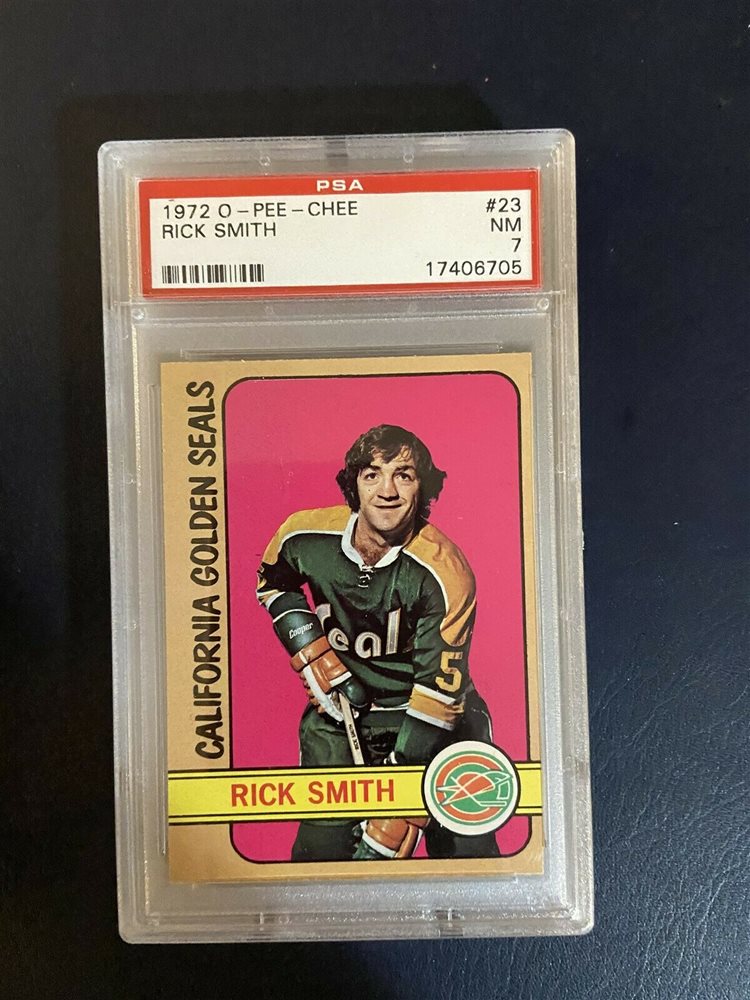 PSA
1972 O-PEE-CHEE #23
RICK SMITH NM
7
17406705
CALIFORNIA GOLDEN SEALS
Cooper
Seal
5
RICK SMITH